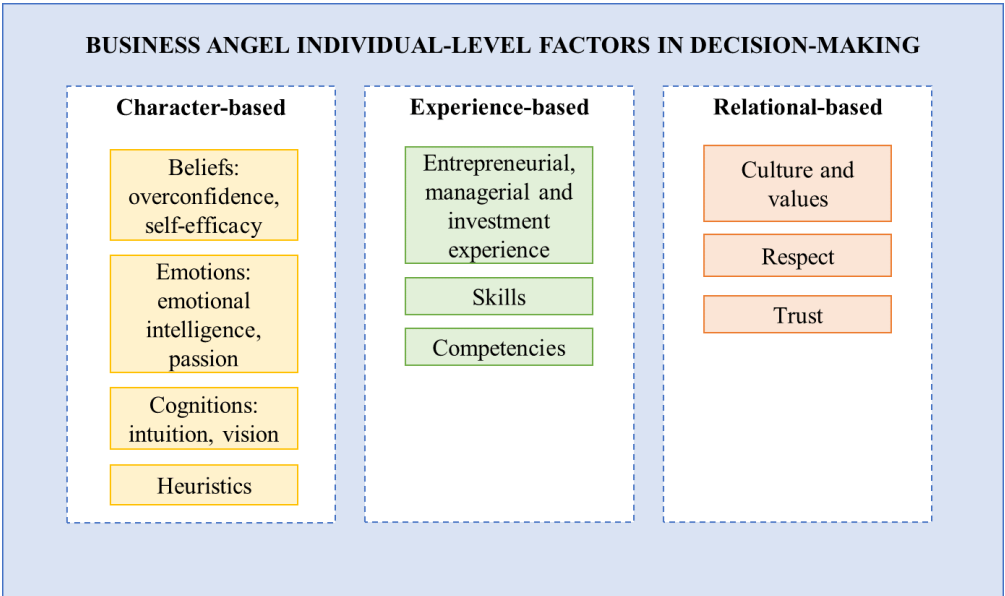 BUSINESS ANGEL INDIVIDUAL-LEVEL FACTORS IN DECISION-MAKING
Character-based
Beliefs:
overconfidence,
self-efficacy
Emotions:
emotional
intelligence,
passion
Cognitions:
intuition, vision
Heuristics
Experience-based
Entrepreneurial,
managerial and
investment
experience
Skills
Competencies
Relational-based
Culture and
values
Respect
Trust